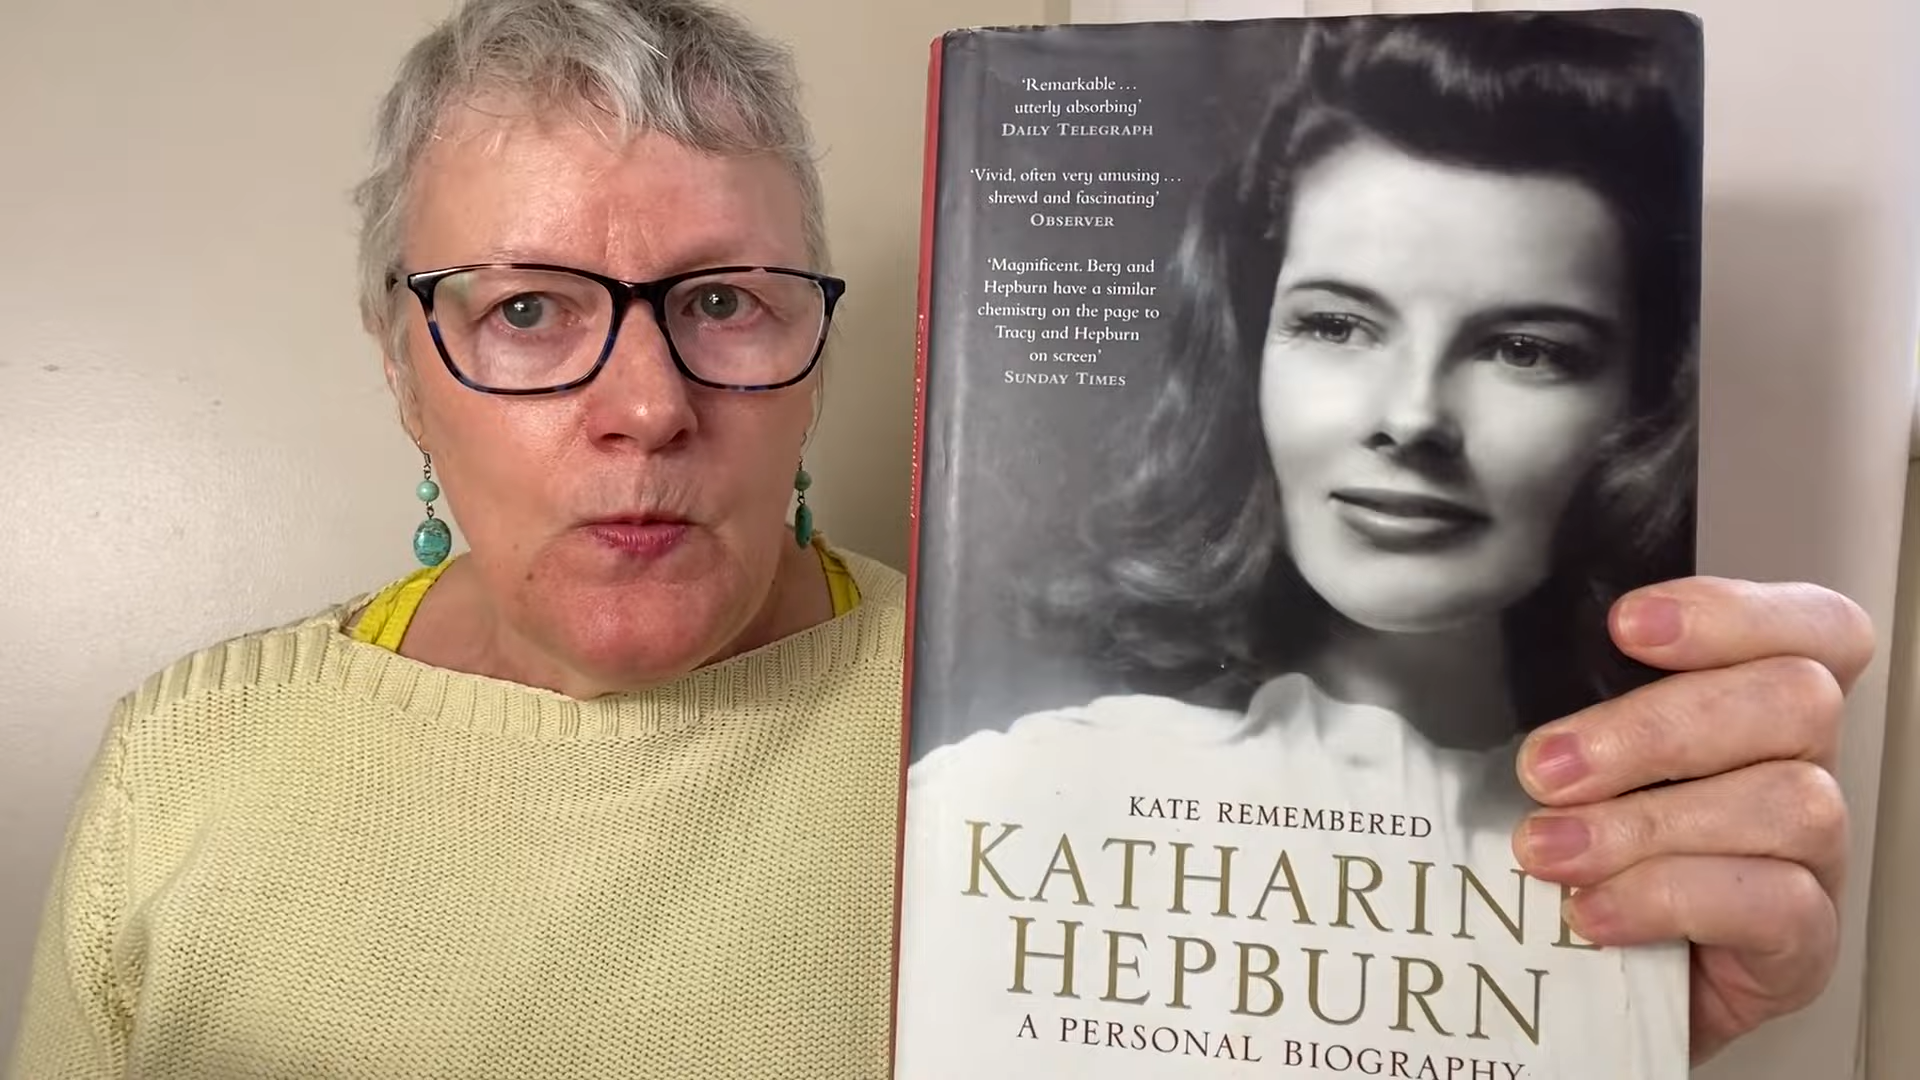 ‘Remarkable...
utterly absorbing’
DAILY TELEGRAPH
‘Vivid, often very amusing...
shrewd and fascinating’
OBSERVER
‘Magnificent. Berg and
Hepburn have a similar
chemistry on the page to
Tracy and Hepburn
on screen’
SUNDAY TIMES
KATE REMEMBERED
KATHARINE
HEPBURN
A PERSONAL BIOGRAPHY